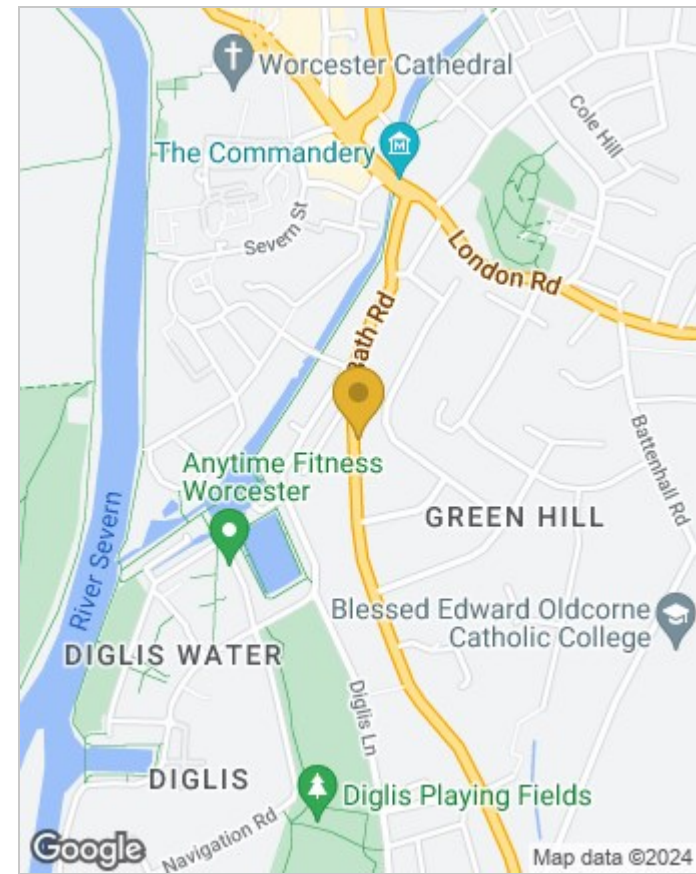 Worcester Cathedral
The Commandery
Cole Hill
Severn St
London Rd
Bath Rd
Battenhall Rd
Anytime Fitness
Worcester
GREEN HILL
River Severn
Blessed Edward Oldcorne
Catholic College
DIGLIS WATER
Diglis Ln
DIGLIS
Diglis Playing Fields
Navigation Rd
Google
Map data ©2024